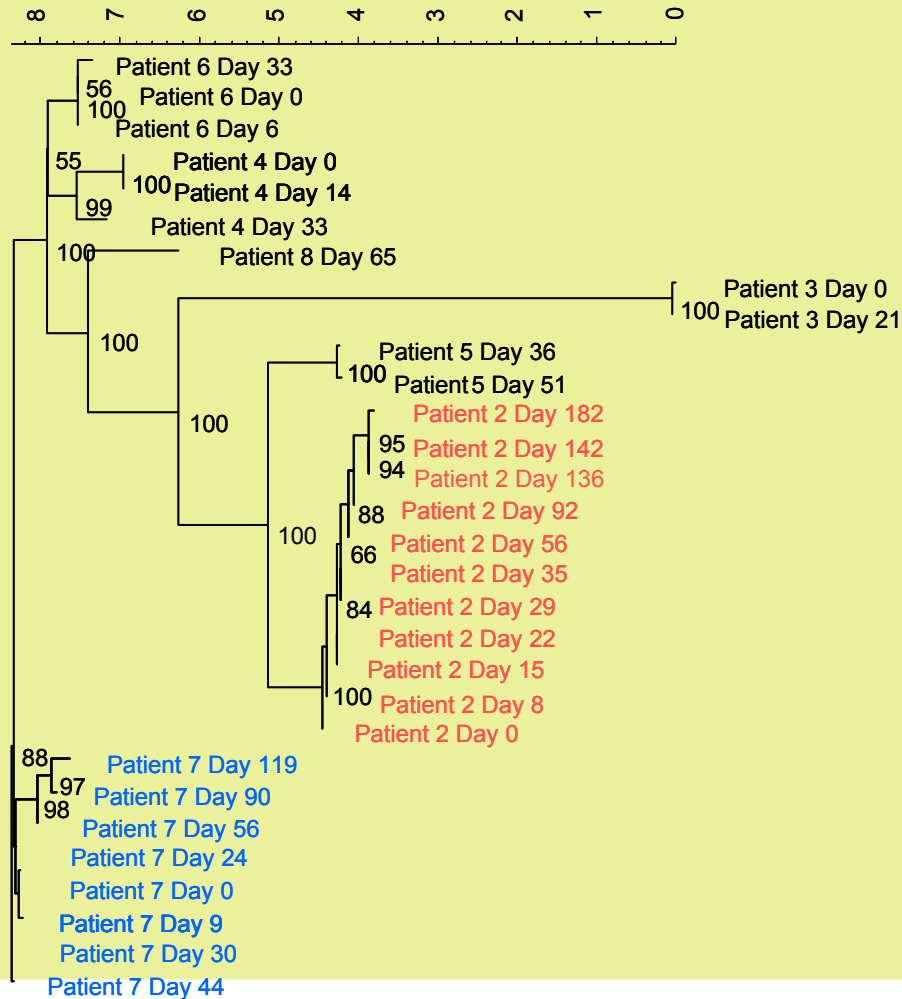 8 7 6 5 4 3 2 1 0
Patient 6 Day 33
56
Patient 6 Day 0
100
Patient 6 Day 6
55
Patient 4 Day 0
100
Patient 4 Day 14
99
Patient 4 Day 33
100
Patient 8 Day 65
Patient 3 Day 0
100
Patient 3 Day 21
100
Patient 5 Day 36
100
Patient5 Day 51
Patient 2 Day 182
100
95
Patient 2 Day 142
94
Patient 2 Day 136
88
Patient 2 Day 92
100
Patient 2 Day 56
66
Patient 2 Day 35
84
Patient 2 Day 29
Patient 2 Day 22
Patient 2 Day 15
100
Patient 2 Day 8
Patient 2 Day 0
88
Patient 7 Day 119
97
Patient 7 Day 90
98
Patient 7 Day 56
Patient 7 Day 24
Patient 7 Day 0
Patient 7 Day 9
Patient 7 Day 30
Patient 7 Day 44